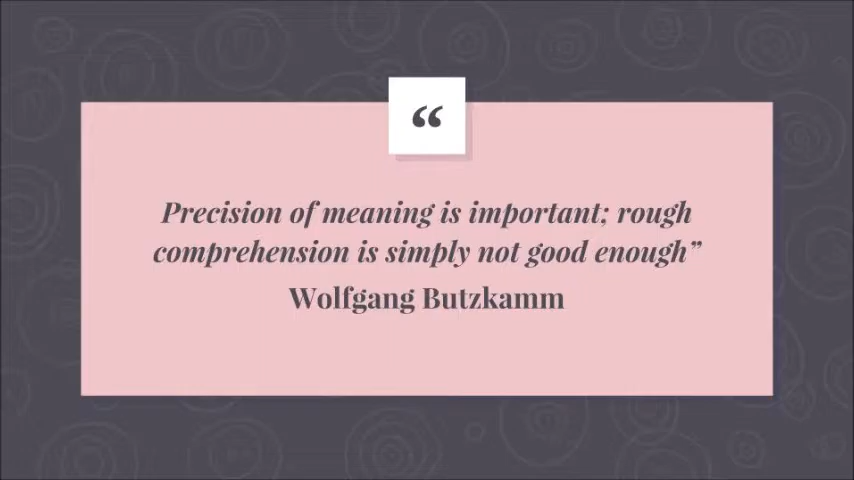 “
Precision of meaning is important; rough
comprehension is simply not good enough”
Wolfgang Butzkamm